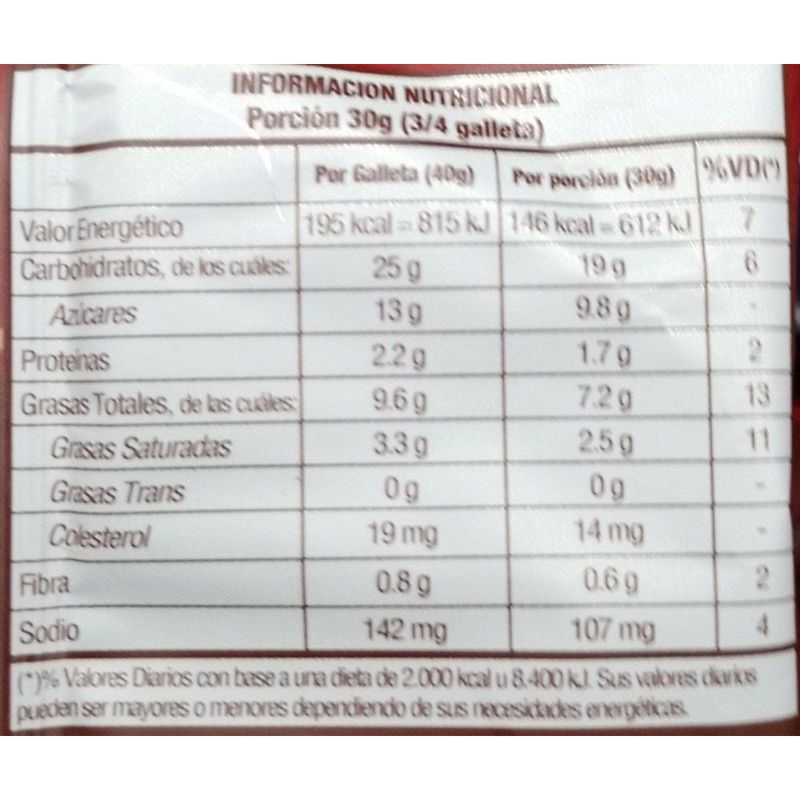 INFORMACION NUTRICIONAL
Porción 30g (3/4 galleta)
Por Galleta (40g) Por porción (30g) %VD(*)
Valor Energético 195 kcal = 815 kJ 146 kcal = 612 kJ 7
Carbohidratos, de los cuáles: 25 g 19 g 6
Azúcares 13 g 9.8 g -
Proteínas 2.2 g 1.7 g 2
Grasas Totales, de las cuáles: 9.6 g 7.2 g 13
Grasas Saturadas 3.3 g 2.5 g 11
Grasas Trans 0 g 0 g -
Colesterol 19 mg 14 mg -
Fibra 0.8 g 0.6 g 2
Sodio 142 mg 107 mg 4
(*)% Valores Diarios con base a una dieta de 2.000 kcal u 8.400 kJ. Sus valores diarios
pueden ser mayores o menores dependiendo de sus necesidades energéticas.